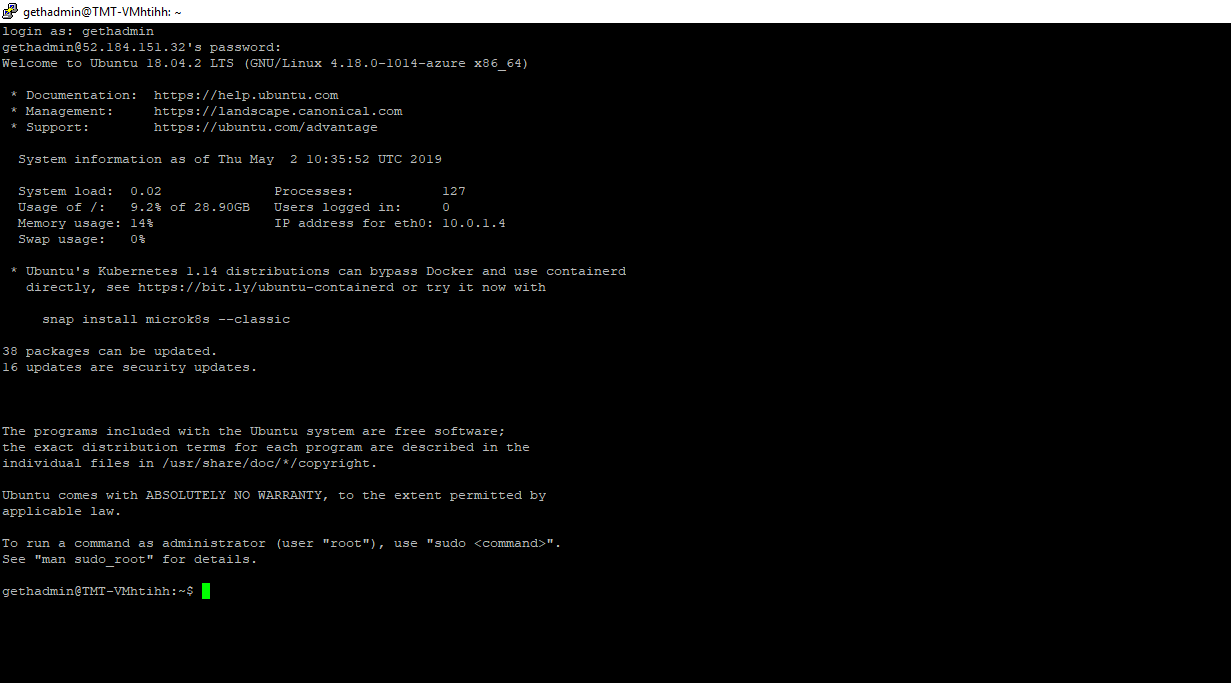 gethadmin@TMT-VMhtihh: ~
login as: gethadmin
gethadmin@52.184.151.32's password:
Welcome to Ubuntu 18.04.2 LTS (GNU/Linux 4.18.0-1014-azure x86_64)
* Documentation:  https://help.ubuntu.com
* Management:     https://landscape.canonical.com
* Support:        https://ubuntu.com/advantage
System information as of Thu May  2 10:35:52 UTC 2019
System load:  0.02              Processes:           127
Usage of /:   9.2% of 28.90GB   Users logged in:     0
Memory usage: 14%               IP address for eth0: 10.0.1.4
Swap usage:   0%
* Ubuntu's Kubernetes 1.14 distributions can bypass Docker and use containerd
directly, see https://bit.ly/ubuntu-containerd or try it now with
snap install microk8s --classic
38 packages can be updated.
16 updates are security updates.
The programs included with the Ubuntu system are free software;
the exact distribution terms for each program are described in the
individual files in /usr/share/doc/*/copyright.
Ubuntu comes with ABSOLUTELY NO WARRANTY, to the extent permitted by
applicable law.
To run a command as administrator (user "root"), use "sudo <command>".
See "man sudo_root" for details.
gethadmin@TMT-VMhtihh:~$